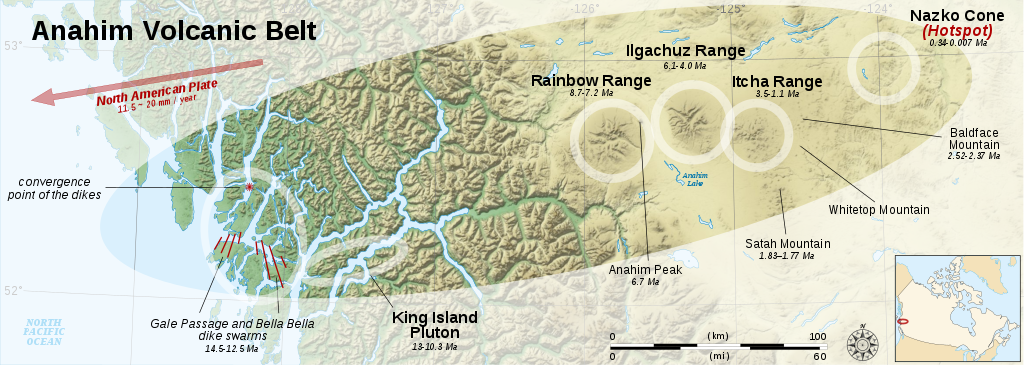 Anahim Volcanic Belt
-126°
-125°
-124°
53°
52°
Nazko Cone
(Hotspot)
0.34-0.007 Ma
Ilgachuz Range
6.1-4.0 Ma
Rainbow Range
8.7-7.2 Ma
Itcha Range
3.5-1.1 Ma
North American Plate
11.5 ~ 20 mm / year
Baldface
Mountain
2.52-2.37 Ma
convergence
point of the dikes
Anahim
Lake
Whitetop Mountain
Satah Mountain
1.83–1.77 Ma
Anahim Peak
6.7 Ma
King Island
Pluton
13-10.3 Ma
Gale Passage and Bella Bella
dike swarms
14.5-12.5 Ma
NORTH
PACIFIC
OCEAN
0 (km) 100
0 (mi) 60
N